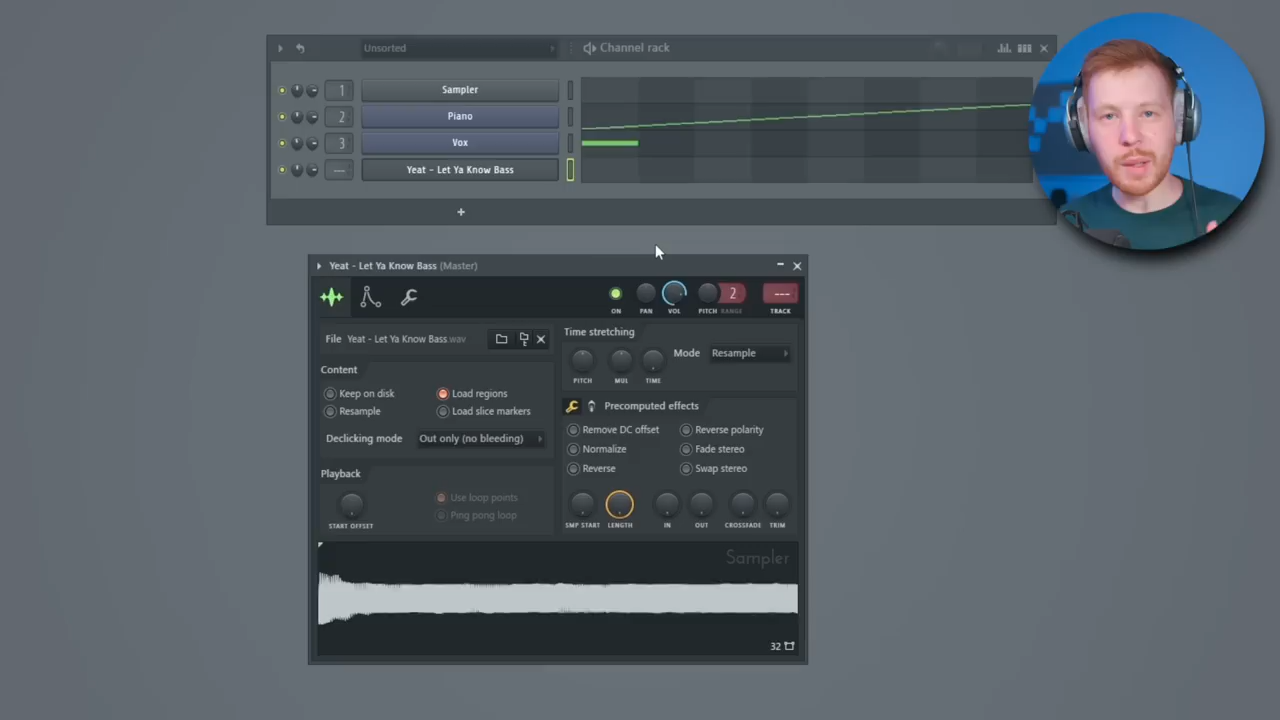 Unsorted
Channel rack
1 Sampler
2 Piano
3 Vox
--- Yeat - Let Ya Know Bass
+
Yeat - Let Ya Know Bass (Master)
2
---
ON PAN VOL PITCH RANGE TRACK
File Yeat - Let Ya Know Bass.wav
Time stretching
Mode Resample
PITCH MUL TIME
Content
Keep on disk Load regions
Resample Load slice markers
Declicking mode Out only (no bleeding)
Precomputed effects
Remove DC offset Reverse polarity
Normalize Fade stereo
Reverse Swap stereo
Playback
Use loop points
Ping pong loop
START OFFSET
SMP START LENGTH IN OUT CROSSFADE TRIM
Sampler
32